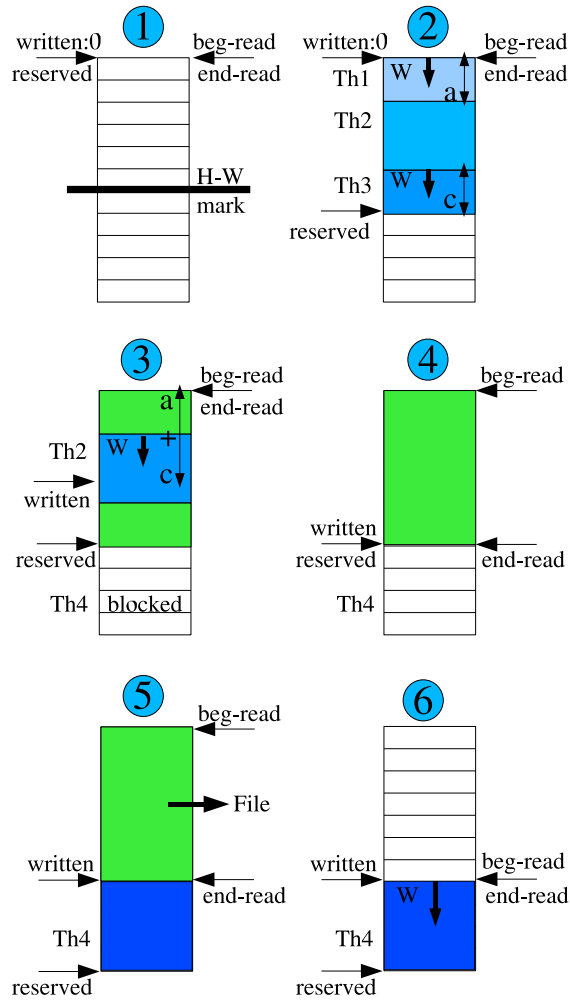 1
written:0
reserved
beg-read
end-read
H-W
mark
2
written:0
Th1
W
a
Th2
Th3
W
c
reserved
beg-read
end-read
3
beg-read
end-read
a
+
c
Th2
W
written
reserved
Th4
blocked
4
beg-read
written
reserved
end-read
Th4
5
beg-read
File
written
end-read
Th4
reserved
6
written
beg-read
end-read
W
Th4
reserved